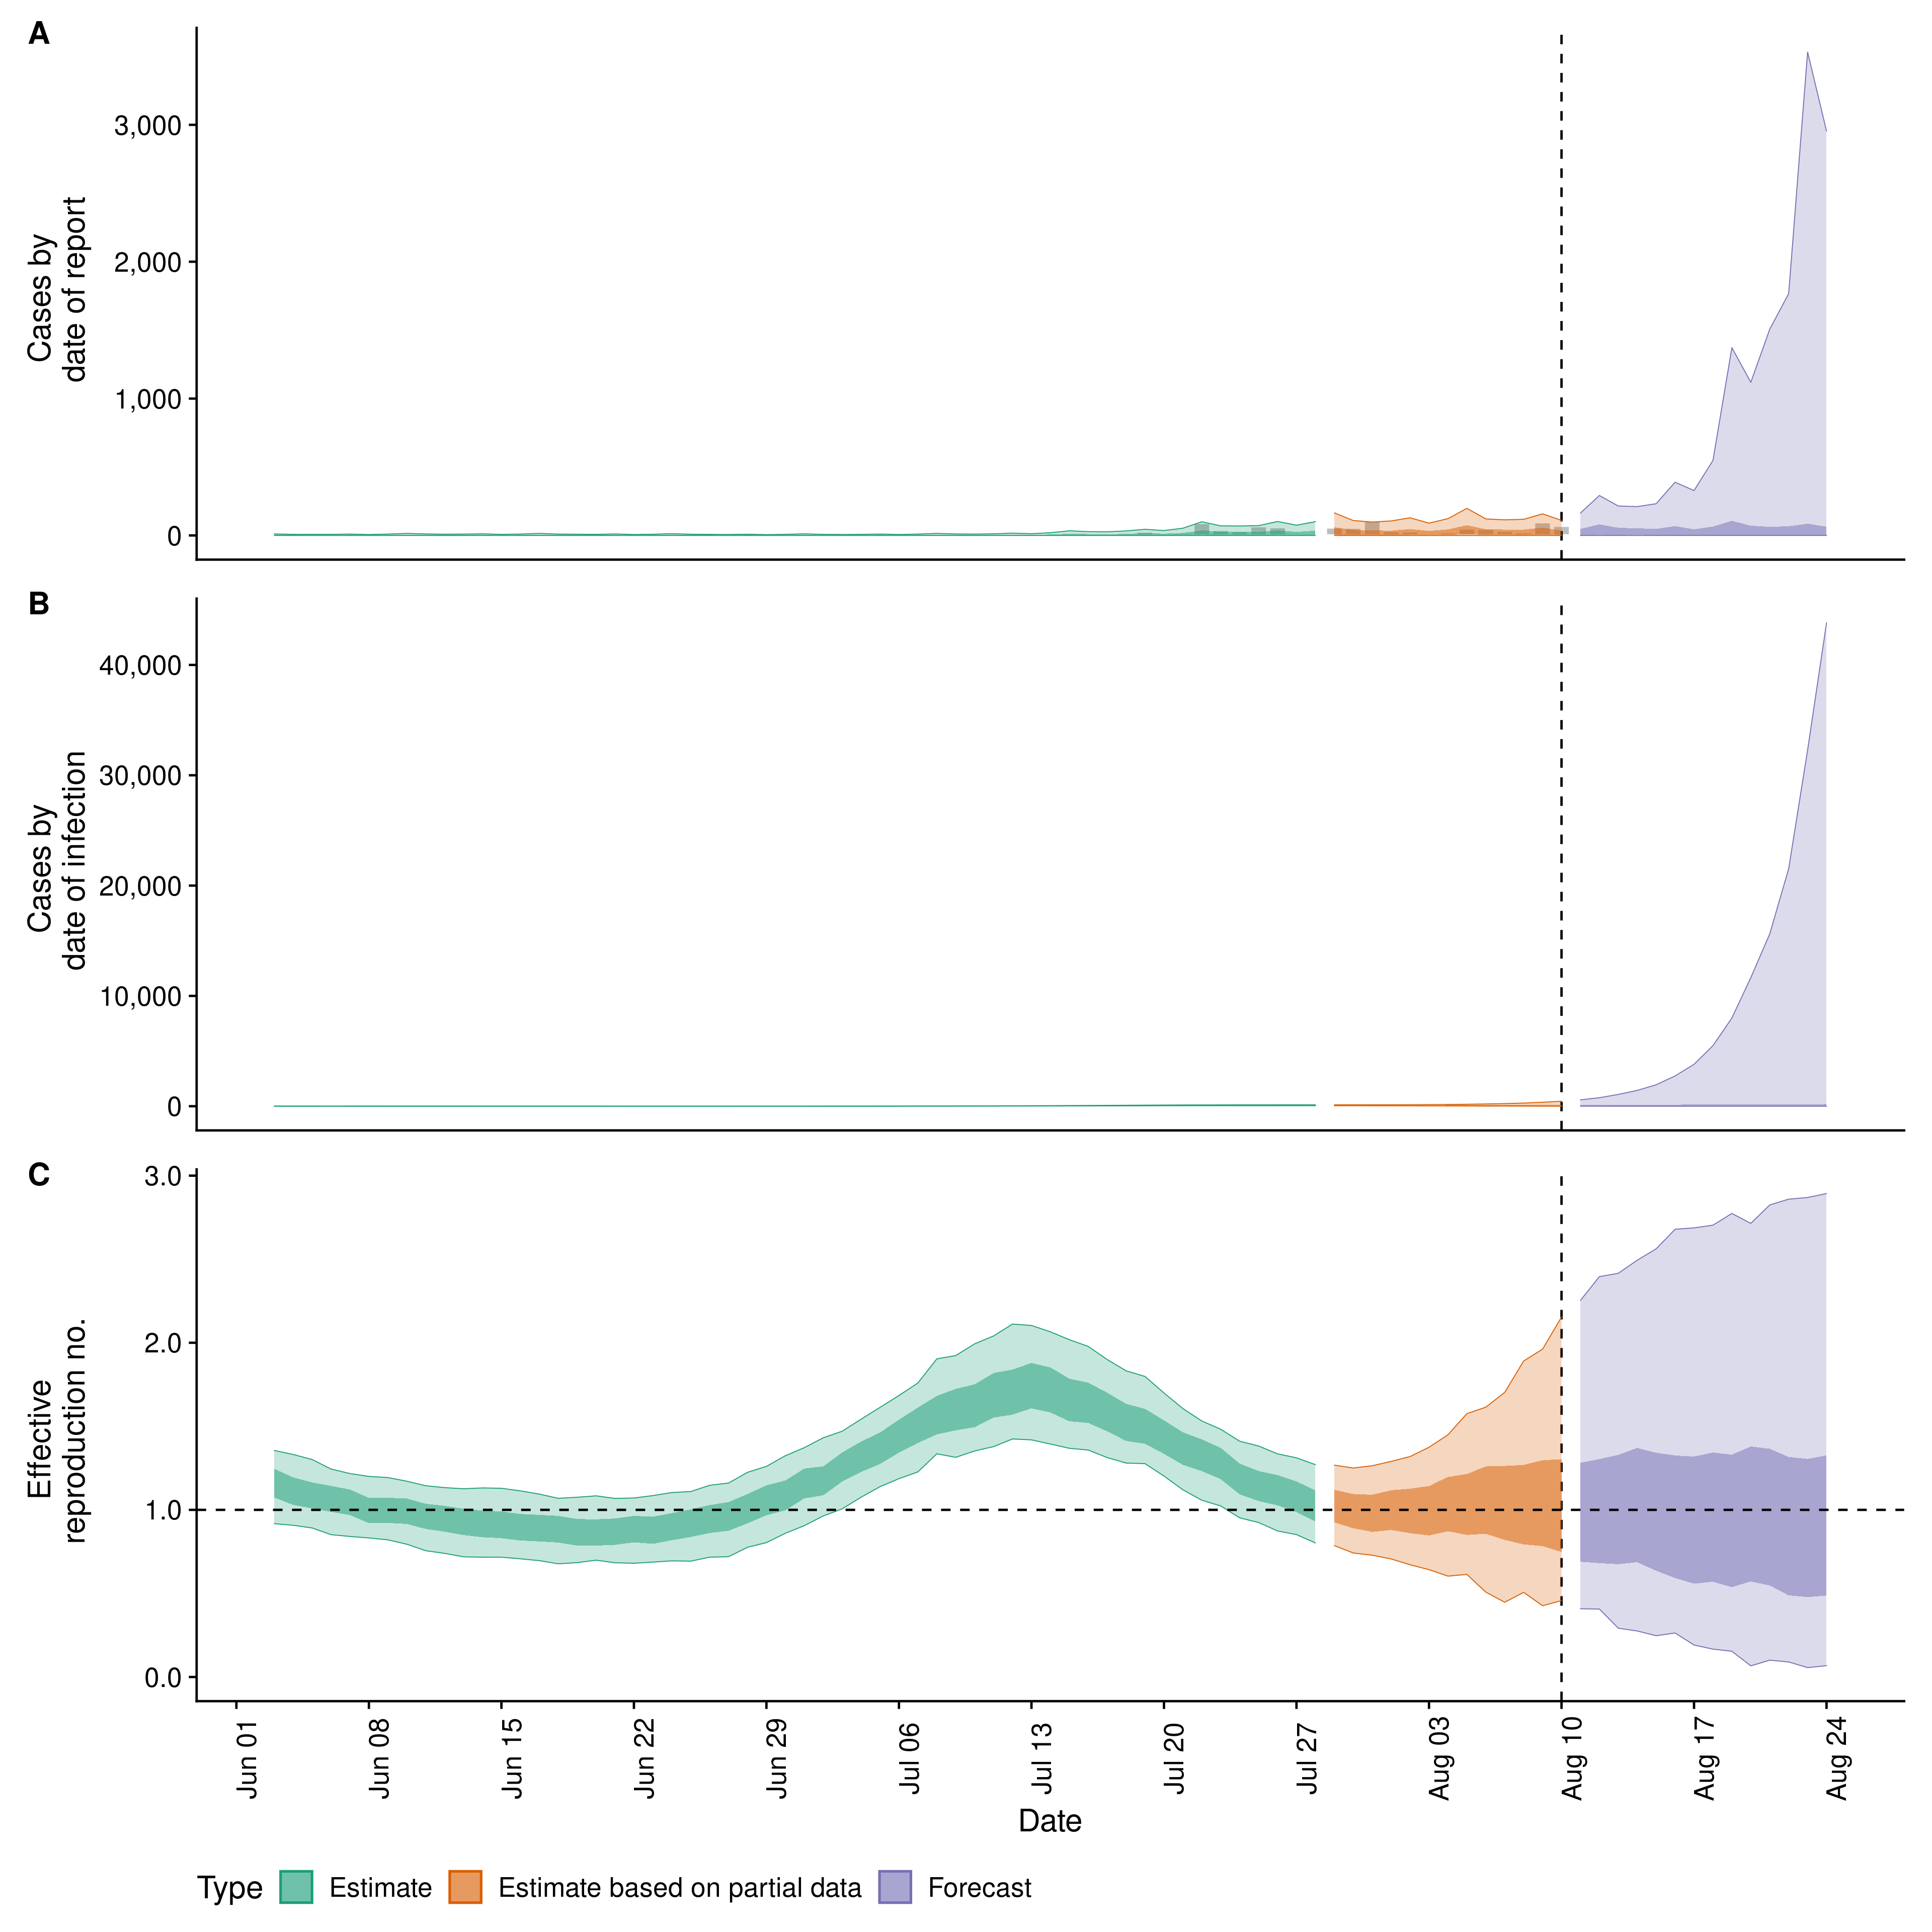 A
Cases by
date of report
3,000
2,000
1,000
0
B
Cases by
date of infection
40,000
30,000
20,000
10,000
0
C
Effective
reproduction no.
3.0
2.0
1.0
0.0
Jun 01
Jun 08
Jun 15
Jun 22
Jun 29
Jul 06
Jul 13
Jul 20
Jul 27
Aug 03
Aug 10
Aug 17
Aug 24
Date
Type Estimate Estimate based on partial data Forecast